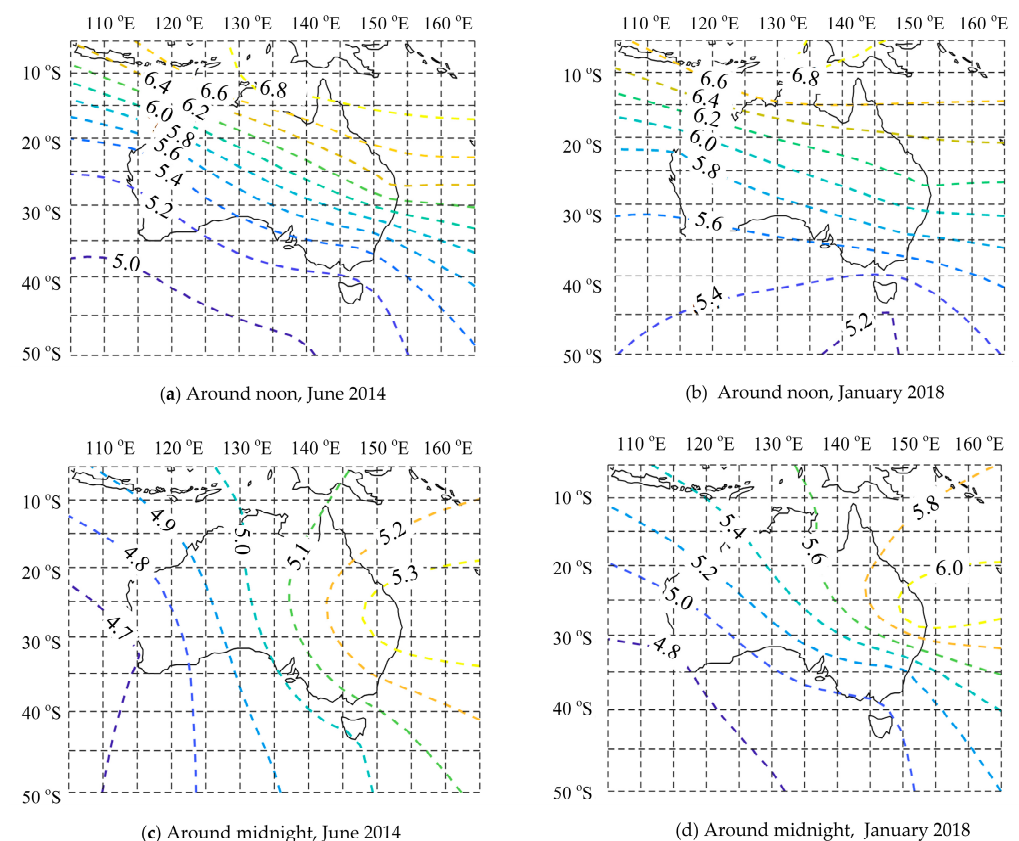 110 °E 120 °E 130 °E 140 °E 150 °E 160 °E
10 °S
20 °S
30 °S
40 °S
50 °S
6.4
6.0
5.8
5.6
5.4
5.2
5.0
6.2
6.6
6.8
(a) Around noon, June 2014
110 °E 120 °E 130 °E 140 °E 150 °E 160 °E
10 °S
20 °S
30 °S
40 °S
50 °S
6.8
6.6
6.4
6.2
6.0
5.8
5.6
5.4
5.2
(b) Around noon, January 2018
110 °E 120 °E 130 °E 140 °E 150 °E 160 °E
10 °S
20 °S
30 °S
40 °S
50 °S
4.9
4.8
4.7
5.0
5.1
5.2
5.3
(c) Around midnight, June 2014
110 °E 120 °E 130 °E 140 °E 150 °E 160 °E
10 °S
20 °S
30 °S
40 °S
50 °S
5.8
5.4
5.6
5.2
6.0
5.0
4.8
(d) Around midnight, January 2018